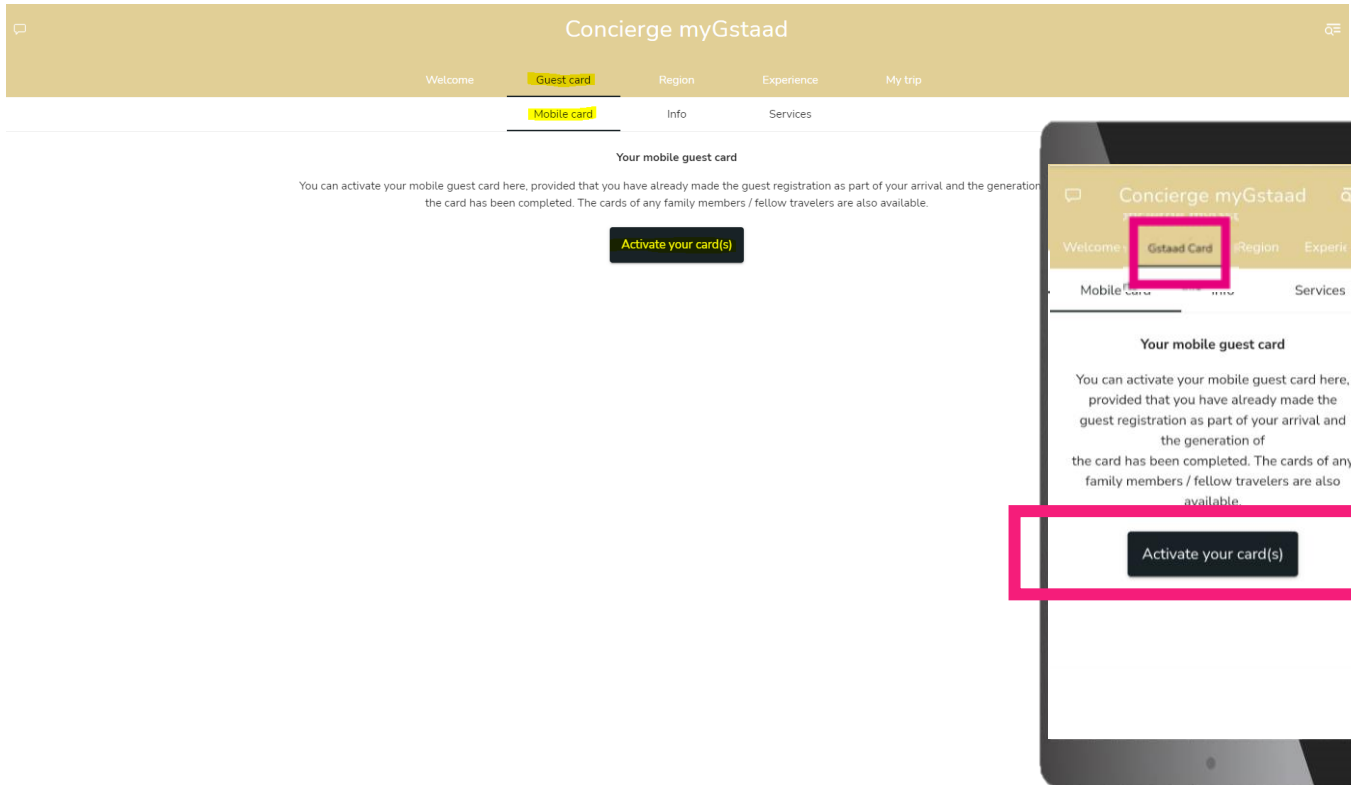 Concierge myGstaad
Welcome Guest card Region Experience My trip
Mobile card Info Services
Your mobile guest card
You can activate your mobile guest card here, provided that you have already made the guest registration as part of your arrival and the generation
the card has been completed. The cards of any family members / fellow travelers are also available.
Activate your card(s)
Concierge myGstaad
Welcome Gstaad Card Region
Mobile Services
Your mobile guest card
You can activate your mobile guest card here,
provided that you have already made the
guest registration as part of your arrival and
the generation of
the card has been completed. The cards of any
family members / fellow travelers are also
available.
Activate your card(s)